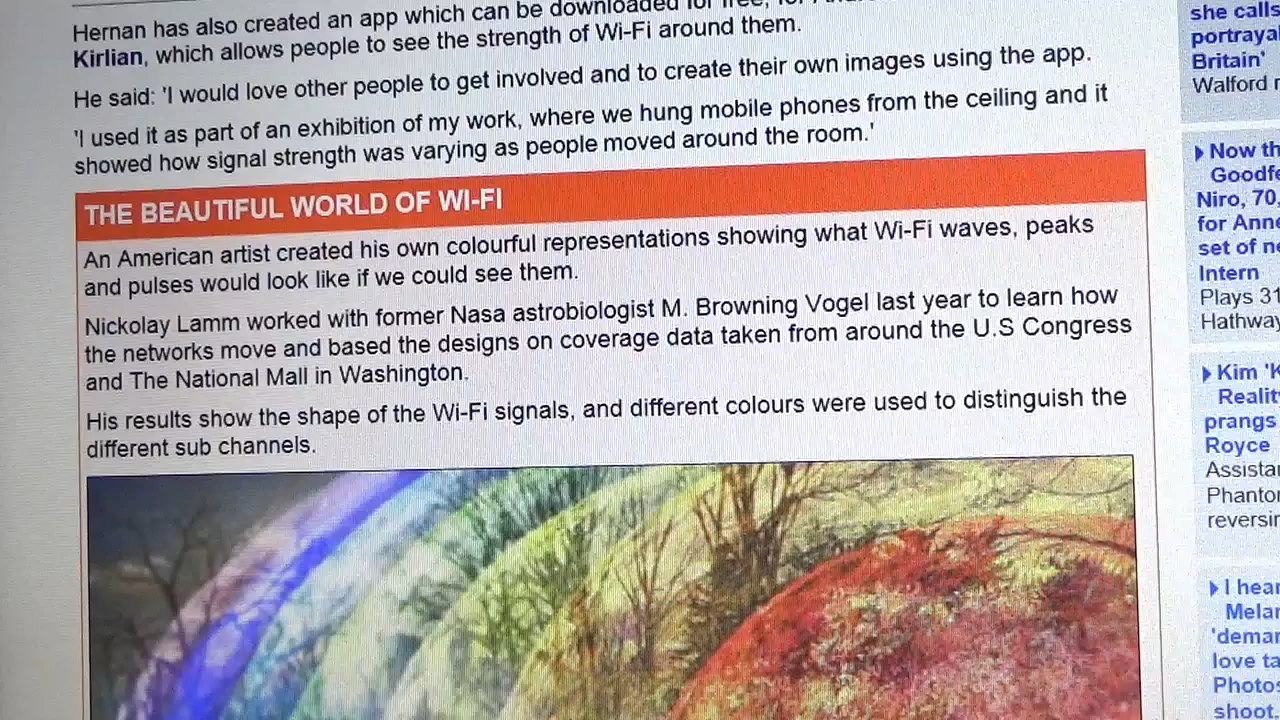 Hernan has also created an app which can be downloaded for free, for
Kirlian, which allows people to see the strength of Wi-Fi around them.
He said: 'I would love other people to get involved and to create their own images using the app.
'I used it as part of an exhibition of my work, where we hung mobile phones from the ceiling and it
showed how signal strength was varying as people moved around the room.'
THE BEAUTIFUL WORLD OF WI-FI
An American artist created his own colourful representations showing what Wi-Fi waves, peaks
and pulses would look like if we could see them.
Nickolay Lamm worked with former Nasa astrobiologist M. Browning Vogel last year to learn how
the networks move and based the designs on coverage data taken from around the U.S Congress
and The National Mall in Washington.
His results show the shape of the Wi-Fi signals, and different colours were used to distinguish the
different sub channels.
she calls
portrayal
Britain'
Walford
Now
Niro, 70,
for
set of
Intern
Plays 31
Kim
prangs
Royce
I
love